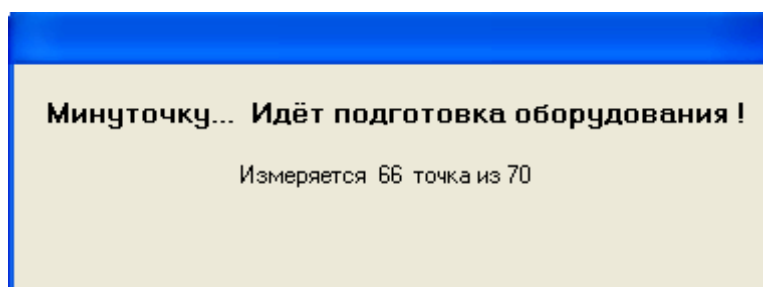 Минуточку... Идёт подготовка оборудования !
Измеряется 66 точка из 70